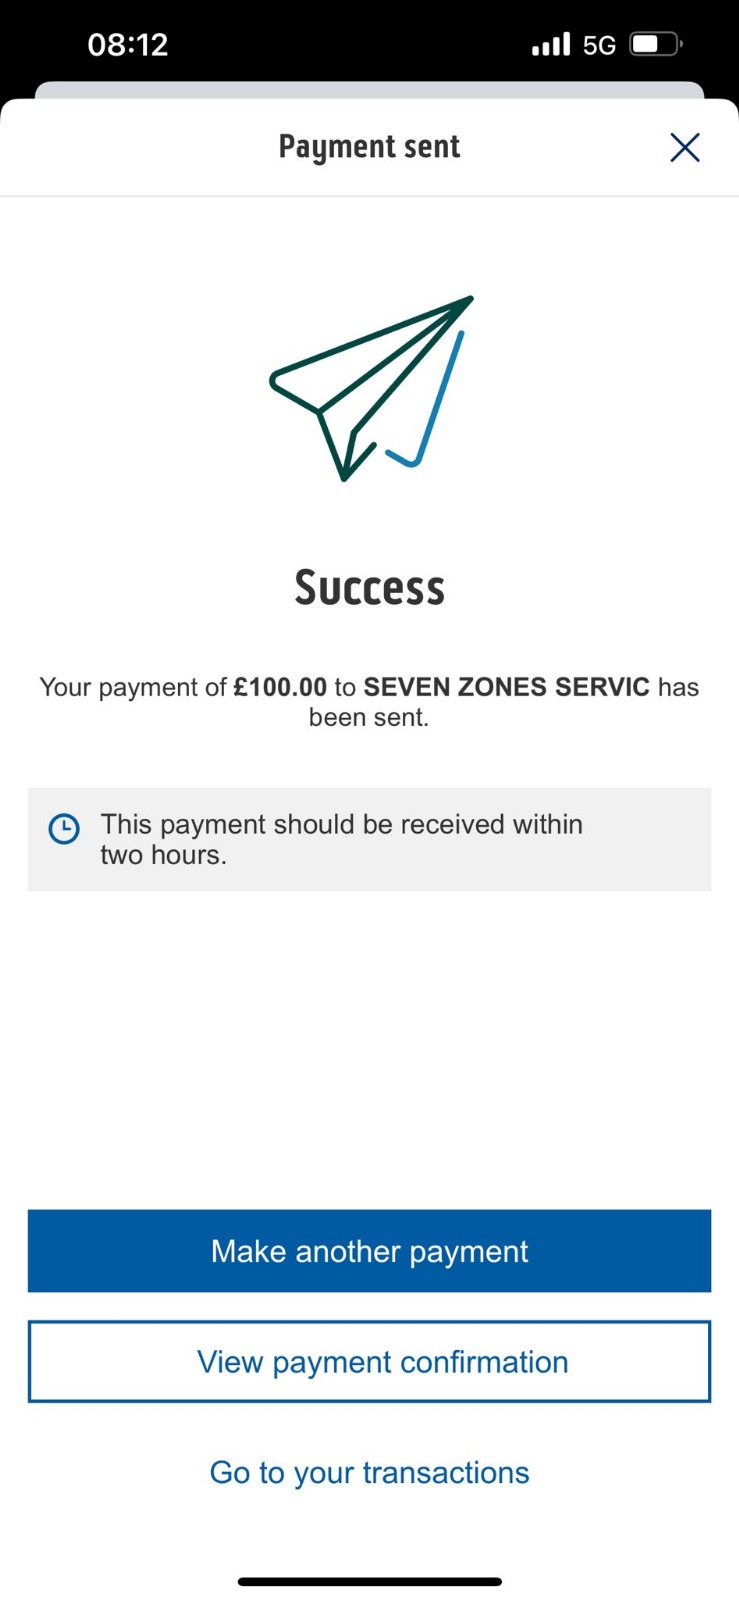 08:12
5G
Payment sent
Success
Your payment of £100.00 to SEVEN ZONES SERVIC has
been sent.
This payment should be received within
two hours.
Make another payment
View payment confirmation
Go to your transactions